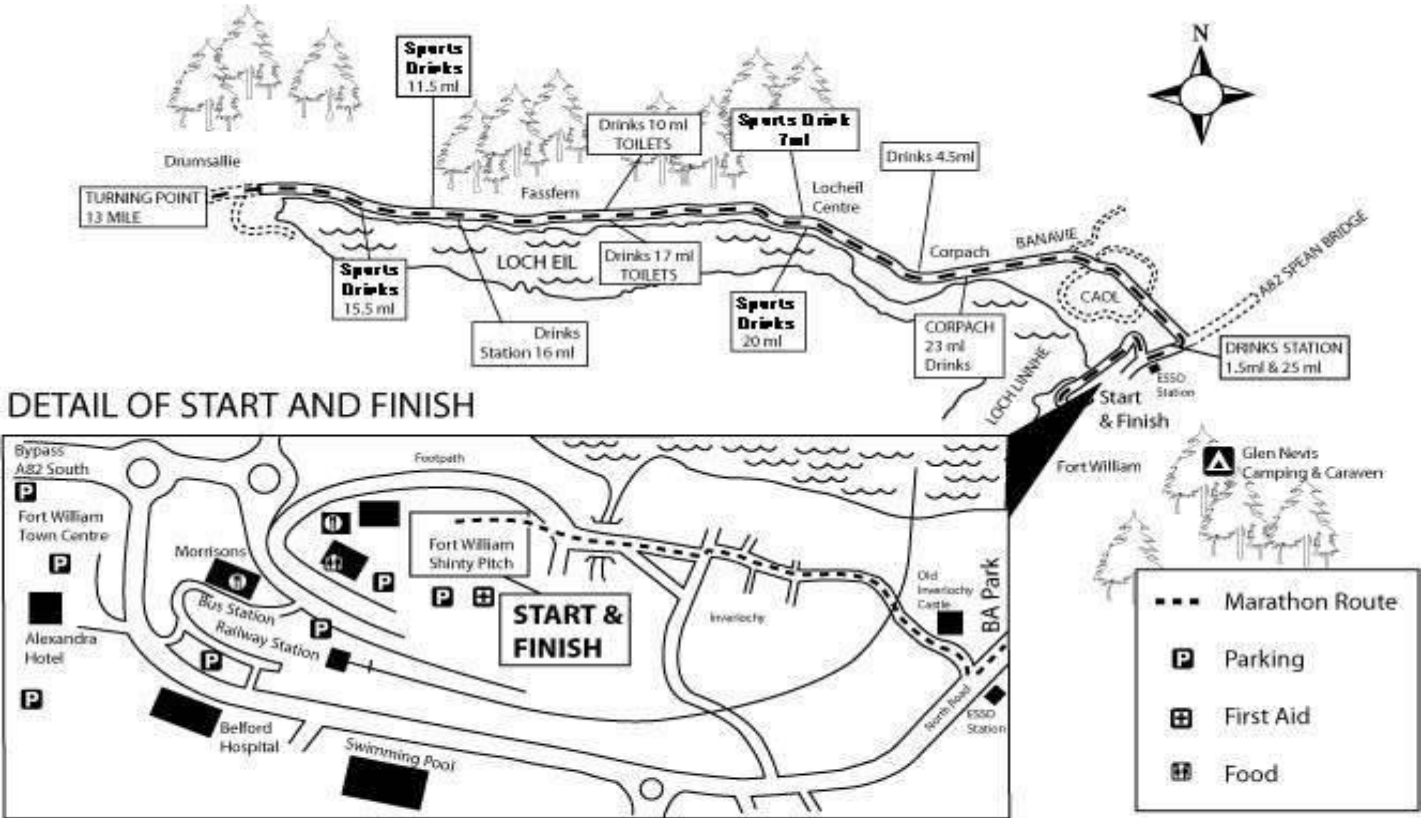 N
Sports
Drinks
11.5 ml
Drinks 10 ml
TOILETS
Sports Drink
7ml
Drinks 4.5ml
Drumsallie
TURNING POINT
13 MILE
Fassfern
Locheil
Centre
Corpach
BANAVIE
A82 SPEAN BRIDGE
LOCH EIL
CAOL
Sports
Drinks
15.5 ml
Drinks
Station 16 ml
Drinks 17 ml
TOILETS
Sports
Drinks
20 ml
CORPACH
23 ml
Drinks
LOCH LINNHE
DRINKS STATION
1.5ml & 25 ml
ESSO
Station
Start
& Finish
Fort William
Glen Nevis
Camping & Caraven
DETAIL OF START AND FINISH
Bypass
A82 South
P
Fort William
Town Centre
P
Alexandra
Hotel
P
Footpath
Morrisons
Bus Station
Railway Station
P
P
P
P
Fort William
Shinty Pitch
START &
FINISH
Inverlochy
Old
Inverlochy
Castle
BA Park
North Road
ESSO
Station
Belford
Hospital
Swimming Pool
Marathon Route
P Parking
First Aid
Food